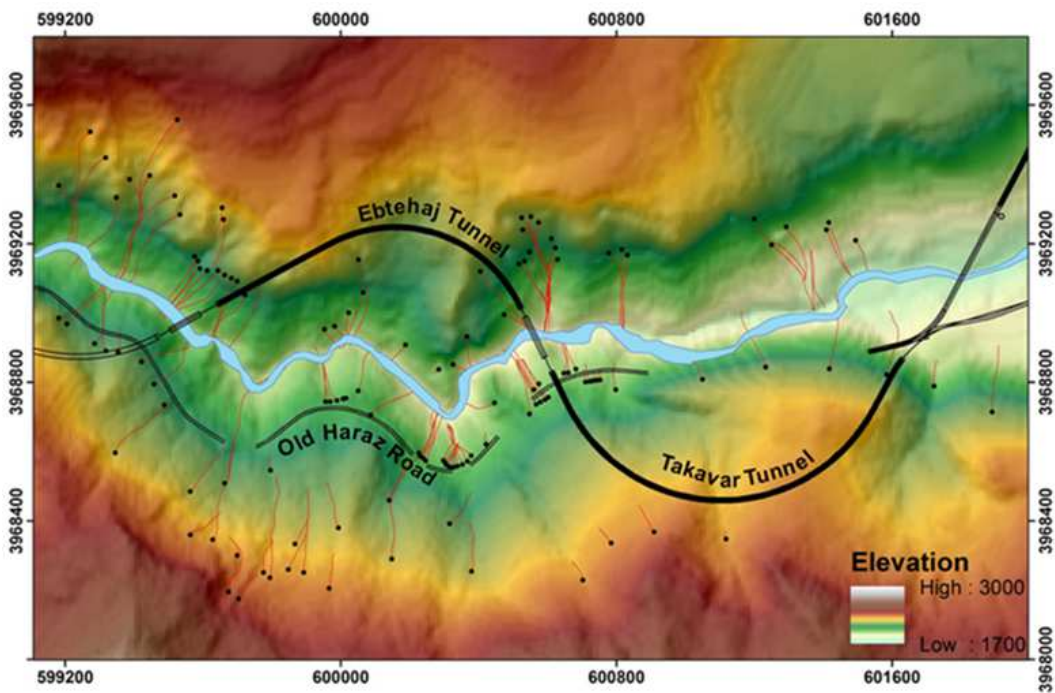 599200 600000 600800 601600
3969600 3969600
Ebtehaj Tunnel
3969200 3969200
3968800 3968800
Old Haraz Road
Takavar Tunnel
3968400 3968400
Elevation
High : 3000
Low : 1700
3968000
599200 600000 600800 601600